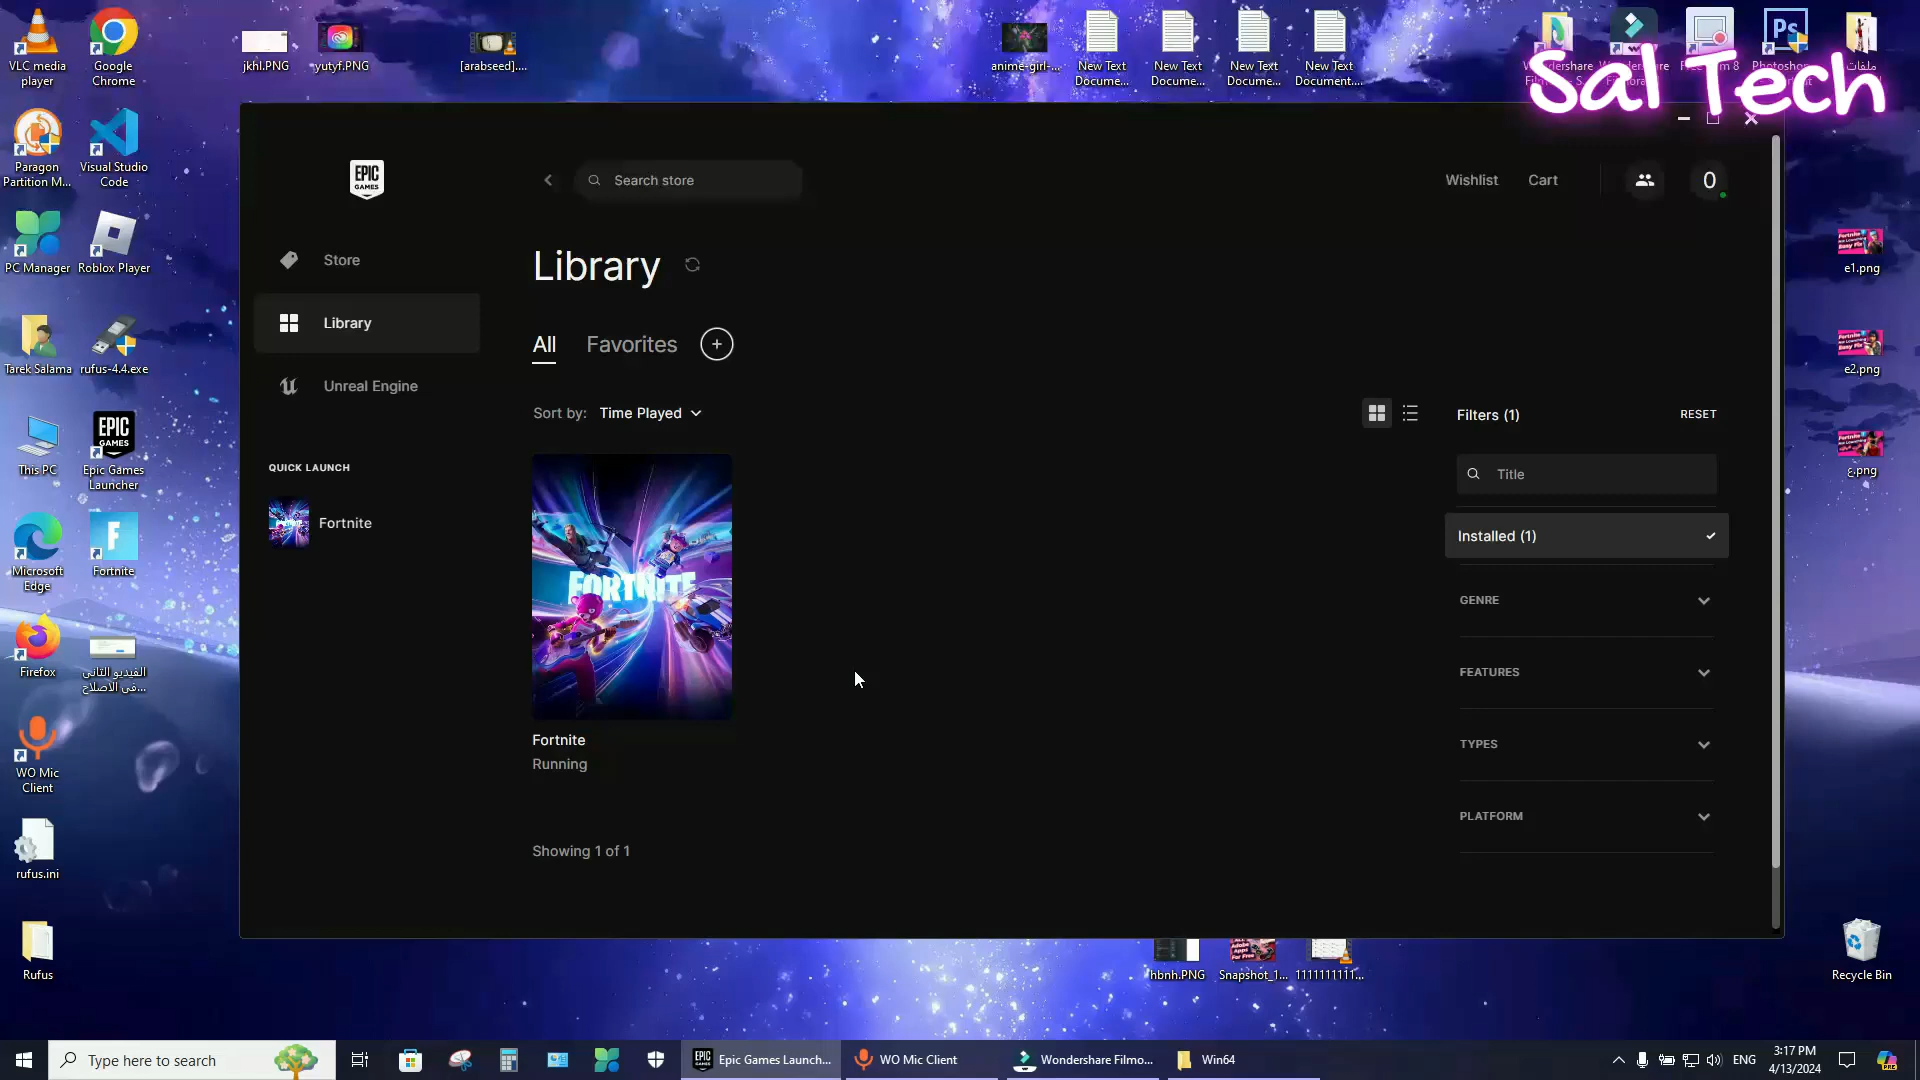 VLC media
player
Google
Chrome
jkhl.PNG
yutyf.PNG
[arabseed]....
anime-girl-...
New Text
Docume...
New Text
Docume...
New Text
Docume...
New Text
Document....
Photoshop
ملفات
Sal Tech
Paragon
Partition M...
Visual Studio
Code
PC Manager
Roblox Player
Tarek Salama
rufus-4.4.exe
This PC
Epic Games
Launcher
Microsoft
Edge
Fortnite
Firefox
الفيديو الثانى
فى الاصلاح...
WO Mic
Client
rufus.ini
Rufus
e1.png
e2.png
ع.png
Recycle Bin
hbnh.PNG
Snapshot_1...
1111111111...
EPIC
GAMES
Search store
Wishlist
Cart
0
Store
Library
Unreal Engine
QUICK LAUNCH
Fortnite
Library
All
Favorites
Sort by:
Time Played
FORTNITE
Fortnite
Running
Showing 1 of 1
Filters (1)
RESET
Title
Installed (1)
GENRE
FEATURES
TYPES
PLATFORM
Type here to search
Epic Games Launch...
WO Mic Client
Wondershare Filmo...
Win64
ENG
3:17 PM
4/13/2024